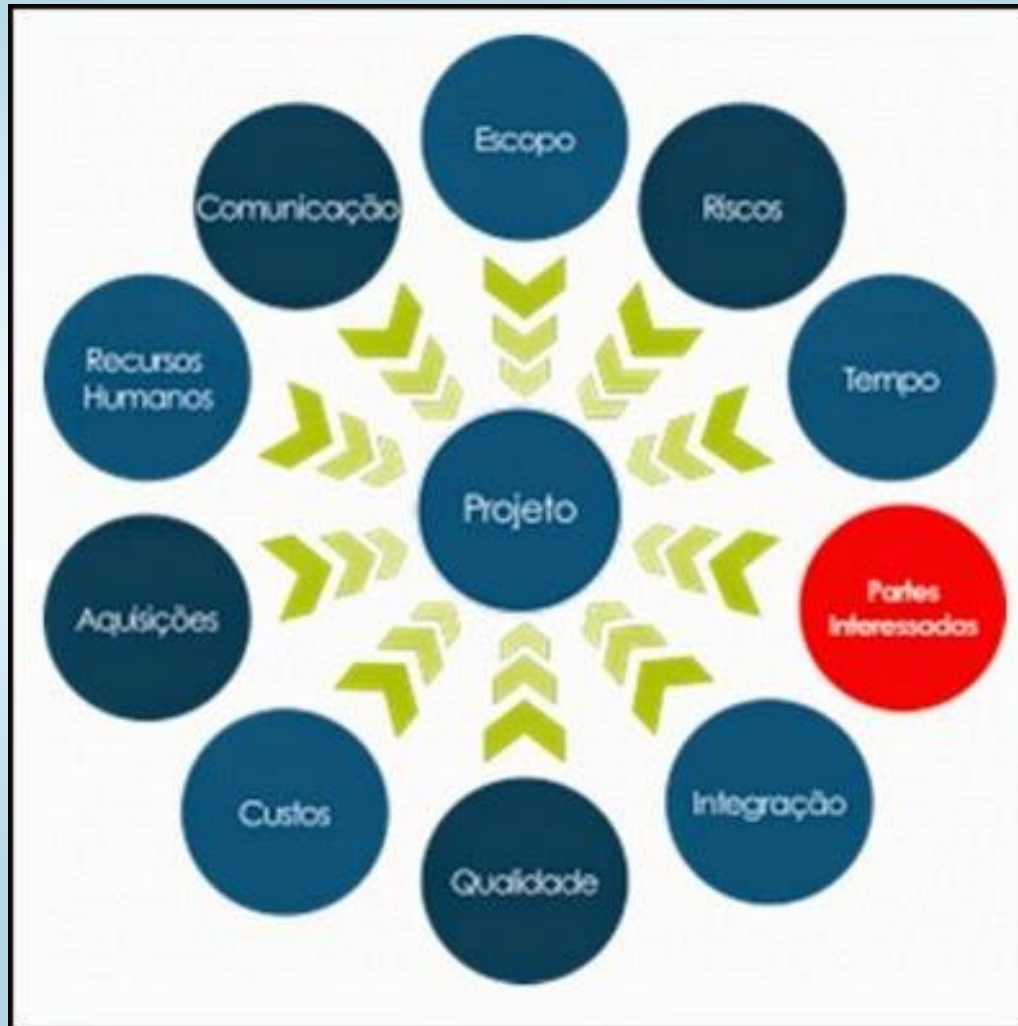 Escopo
Riscos
Comunicação
Tempo
Recursos
Humanos
Projeto
Partes
Interessadas
Aquisições
Integração
Custos
Qualidade